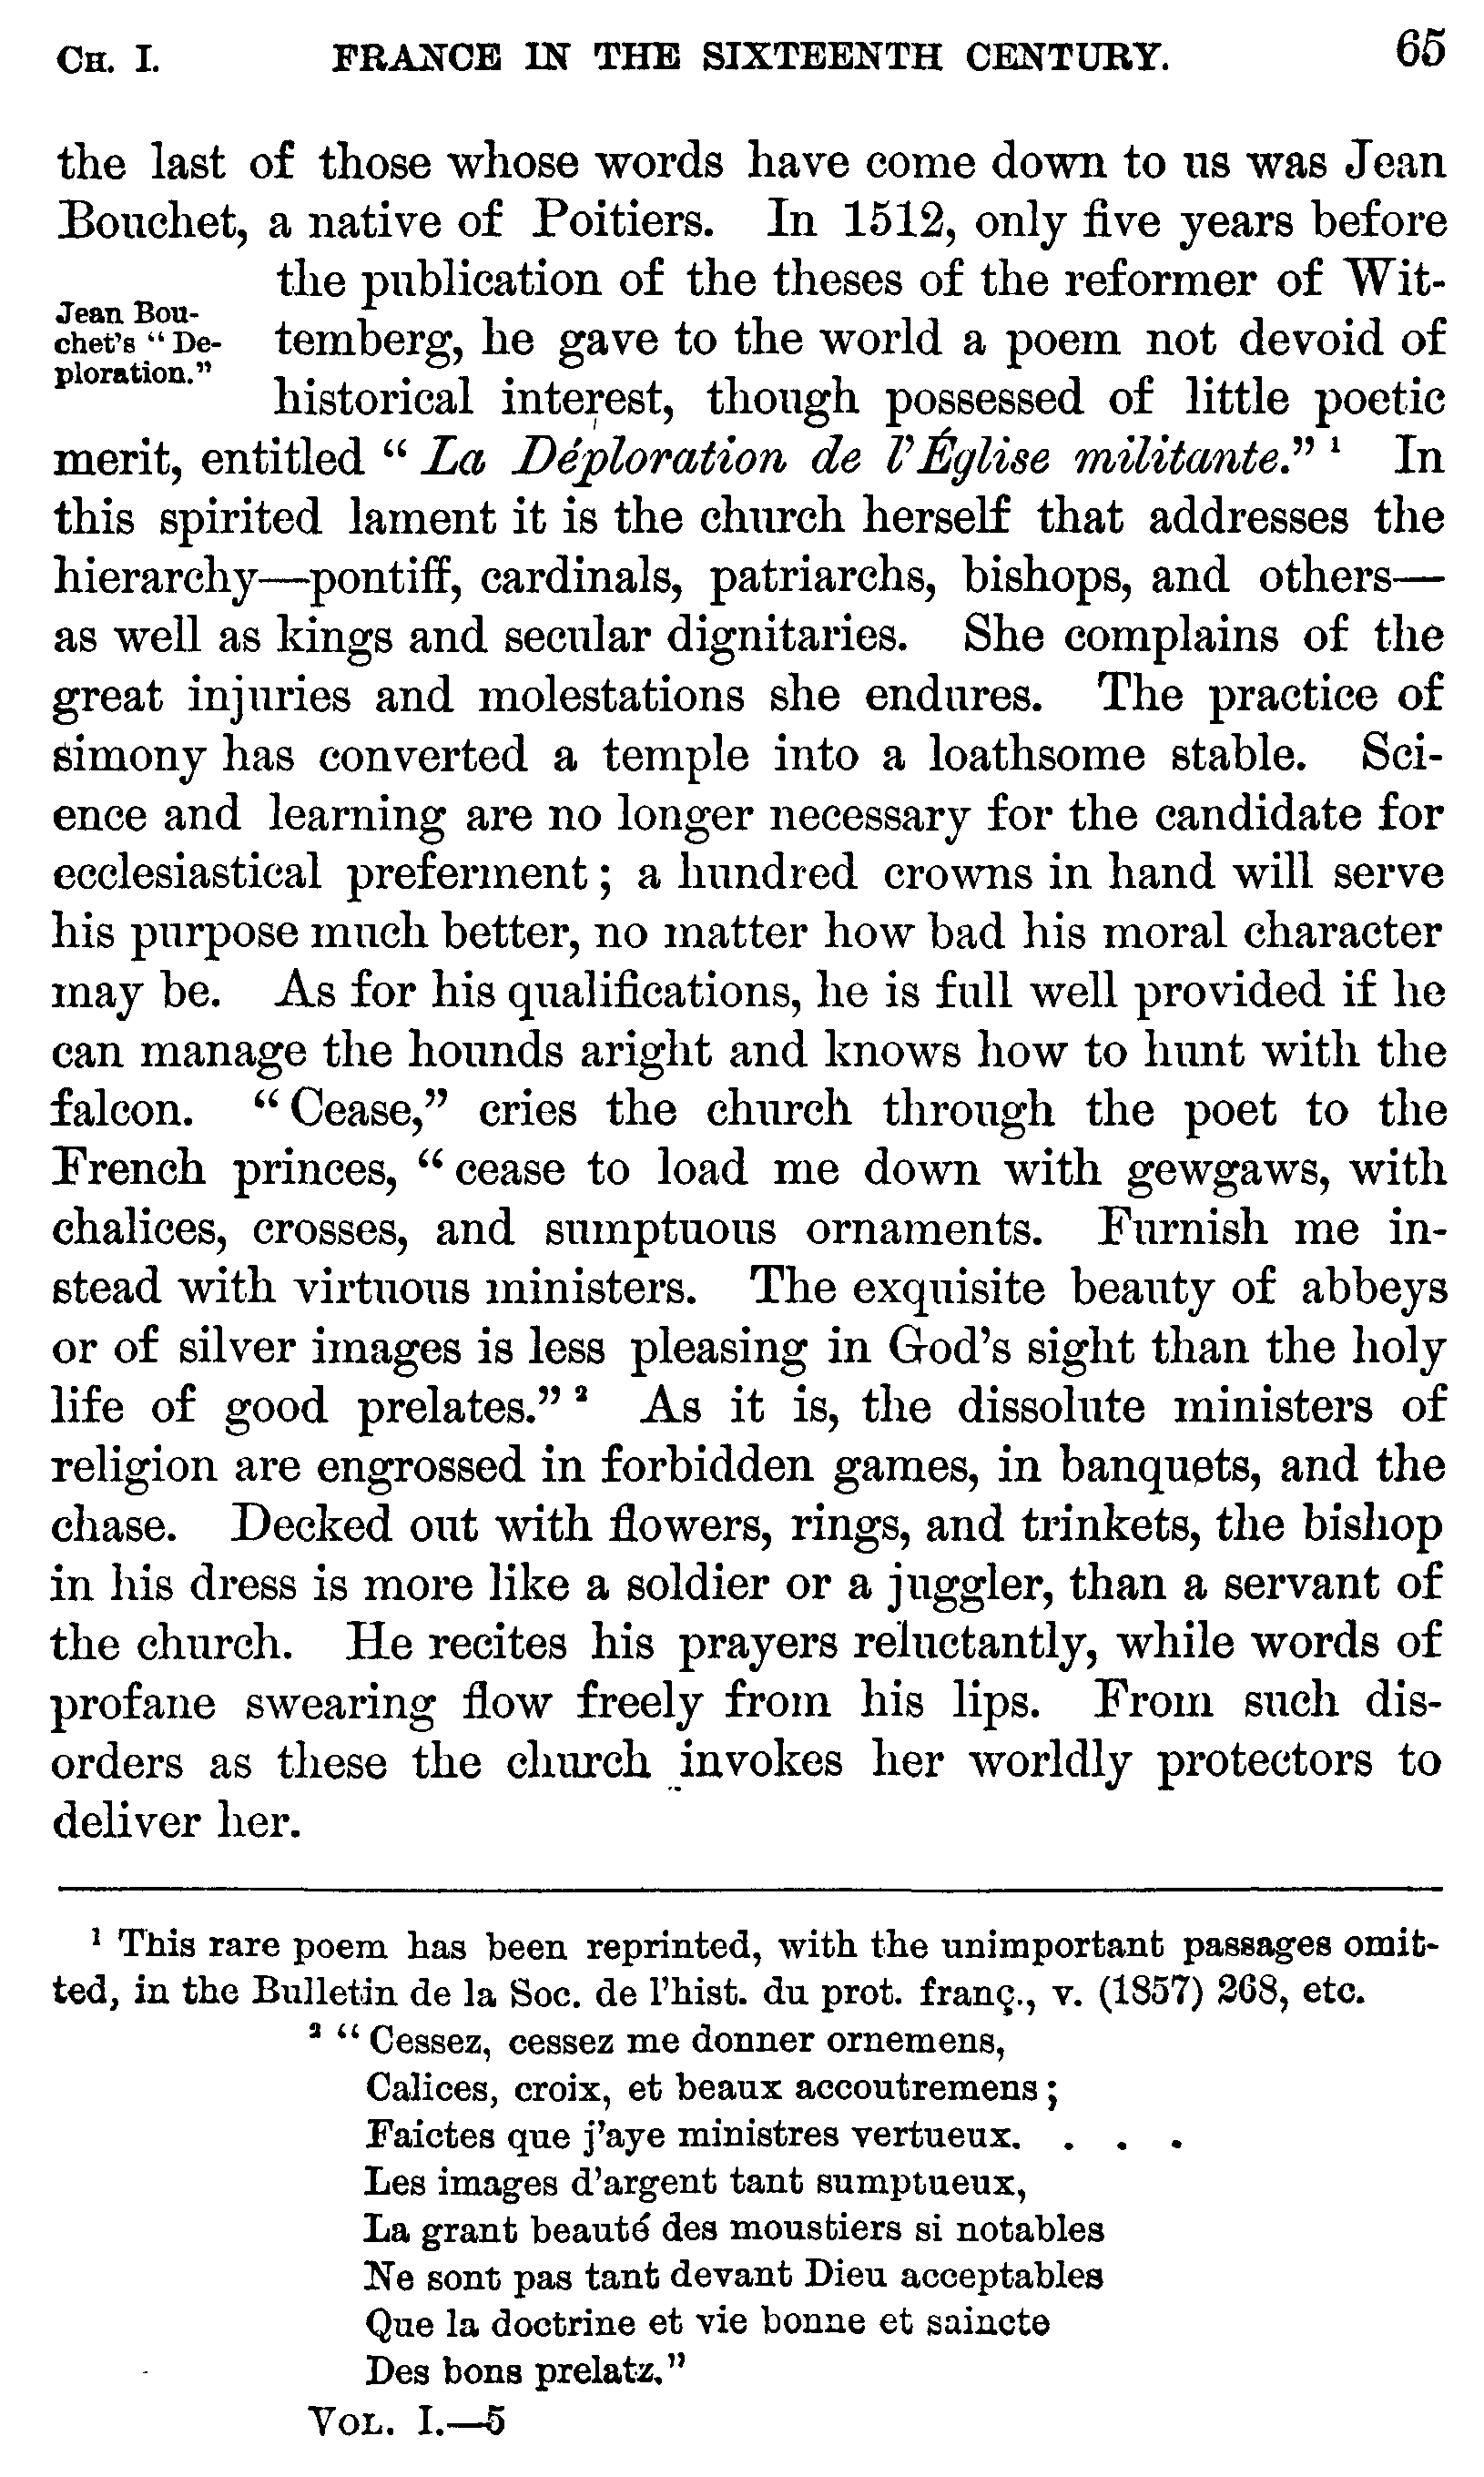 CH. I. FRANCE IN THE SIXTEENTH CENTURY. 65
the last of those whose words have come down to us was Jean
Bouchet, a native of Poitiers. In 1512, only five years before
the publication of the theses of the reformer of Wit-
Jean Bou-
chet's “De-
ploration.”
temberg, he gave to the world a poem not devoid of
historical interest, though possessed of little poetic
merit, entitled “La Déploration de l'Église militante.” ¹ In
this spirited lament it is the church herself that addresses the
hierarchy—pontiff, cardinals, patriarchs, bishops, and others—
as well as kings and secular dignitaries. She complains of the
great injuries and molestations she endures. The practice of
simony has converted a temple into a loathsome stable. Sci-
ence and learning are no longer necessary for the candidate for
ecclesiastical preferment; a hundred crowns in hand will serve
his purpose much better, no matter how bad his moral character
may be. As for his qualifications, he is full well provided if he
can manage the hounds aright and knows how to hunt with the
falcon. “Cease,” cries the church through the poet to the
French princes, “cease to load me down with gewgaws, with
chalices, crosses, and sumptuous ornaments. Furnish me in-
stead with virtuous ministers. The exquisite beauty of abbeys
or of silver images is less pleasing in God's sight than the holy
life of good prelates.” ² As it is, the dissolute ministers of
religion are engrossed in forbidden games, in banquets, and the
chase. Decked out with flowers, rings, and trinkets, the bishop
in his dress is more like a soldier or a juggler, than a servant of
the church. He recites his prayers reluctantly, while words of
profane swearing flow freely from his lips. From such dis-
orders as these the church invokes her worldly protectors to
deliver her.
¹ This rare poem has been reprinted, with the unimportant passages omit-
ted, in the Bulletin de la Soc. de l'hist. du prot. franç., v. (1857) 268, etc.
² “Cessez, cessez me donner ornemens,
Calices, croix, et beaux accoutremens;
Faictes que j'aye ministres vertueux. . . .
Les images d'argent tant sumptueux,
La grant beauté des moustiers si notables
Ne sont pas tant devant Dieu acceptables
Que la doctrine et vie bonne et saincte
Des bons prelatz.”
VOL. I.—5